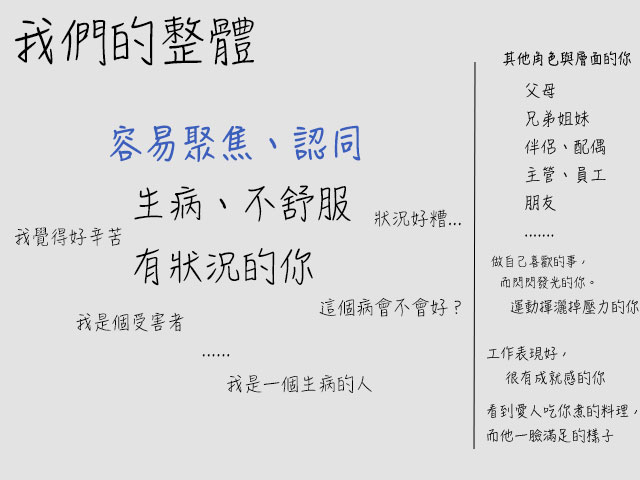 我們的整體
容易聚焦、認同
生病、不舒服
狀況好糟...
我覺得好辛苦
有狀況的你
這個病會不會好？
我是個受害者
......
我是一個生病的人
其他角色與層面的你
父母
兄弟姐妹
伴侶、配偶
主管、員工
朋友
.......
做自己喜歡的事，
而閃閃發光的你。
運動揮灑掉壓力的你
工作表現好，
很有成就感的你
看到愛人吃你煮的料理，
而他一臉滿足的樣子